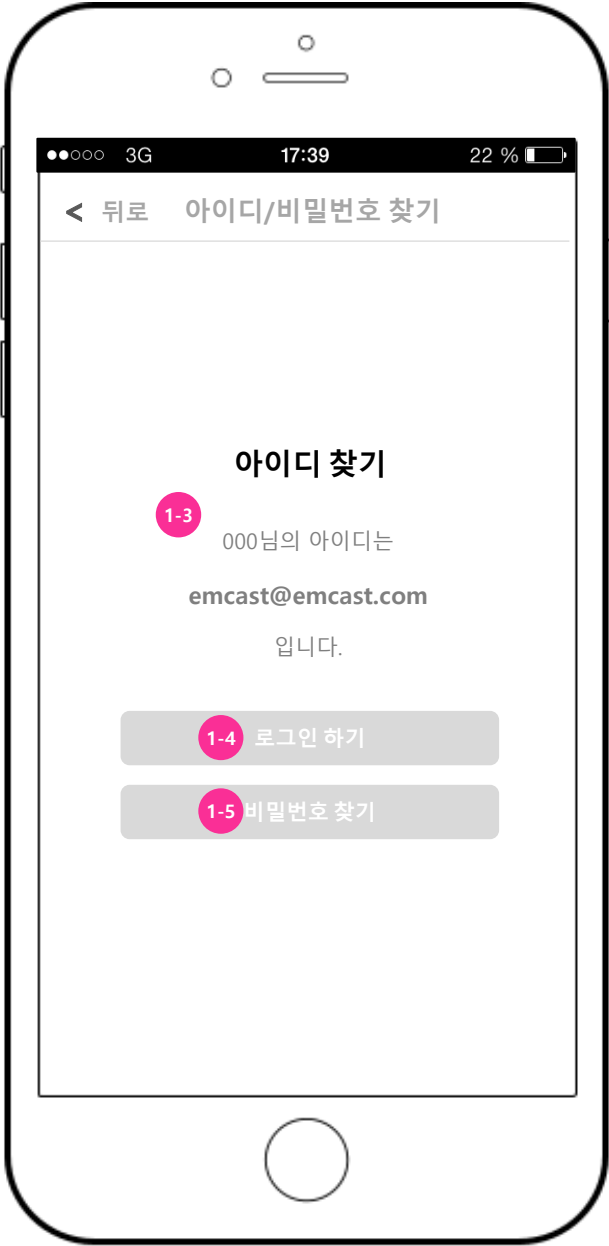 3G 17:39 22 %
< 뒤로 아이디/비밀번호 찾기
아이디 찾기
1-3
000님의 아이디는
emcast@emcast.com
입니다.
1-4 로그인 하기
1-5 비밀번호 찾기